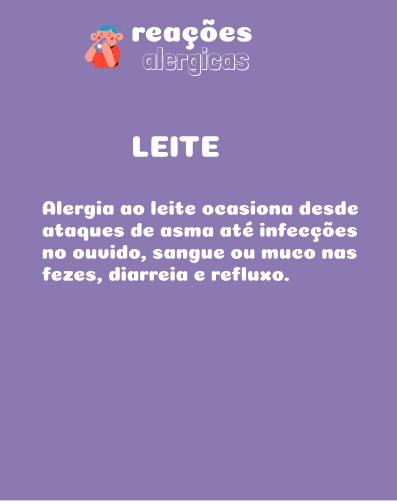 reações
alergicas
LEITE
Alergia ao leite ocasiona desde
ataques de asma até infecções
no ouvido, sangue ou muco nas
fezes, diarreia e refluxo.